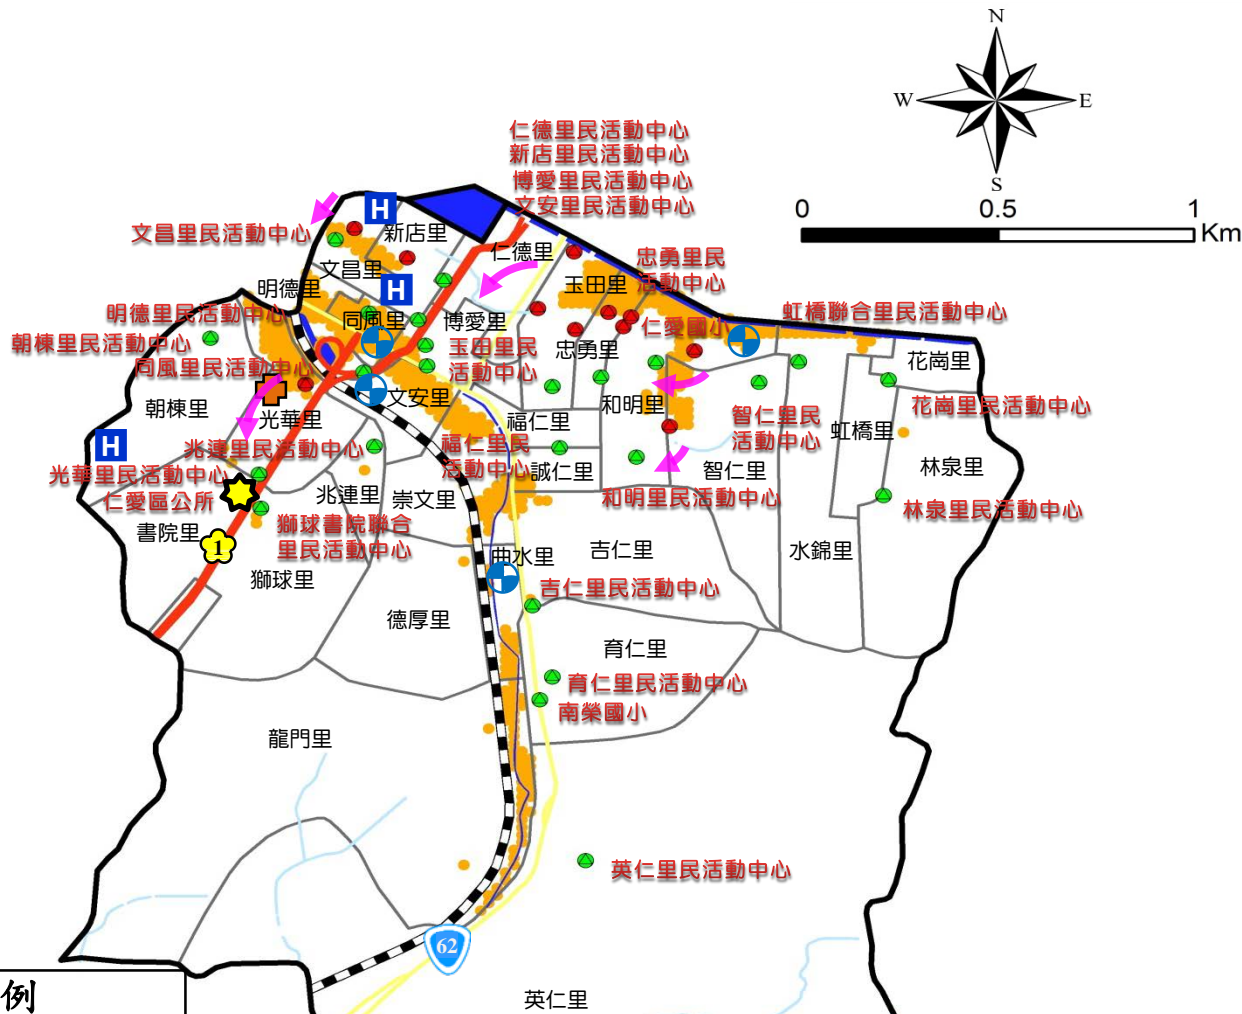 N
W
E
S
0
0.5
1
Km
仁德里民活動中心
新店里民活動中心
博愛里民活動中心
文安里民活動中心
H
文昌里民活動中心
新店里
仁德里
忠勇里民
活動中心
文昌里
明德里
H
玉田里
明德里民活動中心
同風里
博愛里
仁愛國小
虹橋聯合里民活動中心
朝棟里民活動中心
玉田里民
活動中心
忠勇里
花崗里
同風里民活動中心
朝棟里
文安里
和明里
花崗里民活動中心
光華里
福仁里
智仁里民
活動中心
虹橋里
H
兆連里民活動中心
福仁里民
活動中心
誠仁里
智仁里
林泉里
光華里民活動中心
仁愛區公所
兆連里
崇文里
和明里民活動中心
林泉里民活動中心
書院里
獅球書院聯合
里民活動中心
1
曲水里
吉仁里
水錦里
獅球里
吉仁里民活動中心
德厚里
育仁里
育仁里民活動中心
南榮國小
龍門里
英仁里民活動中心
62
例
英仁里